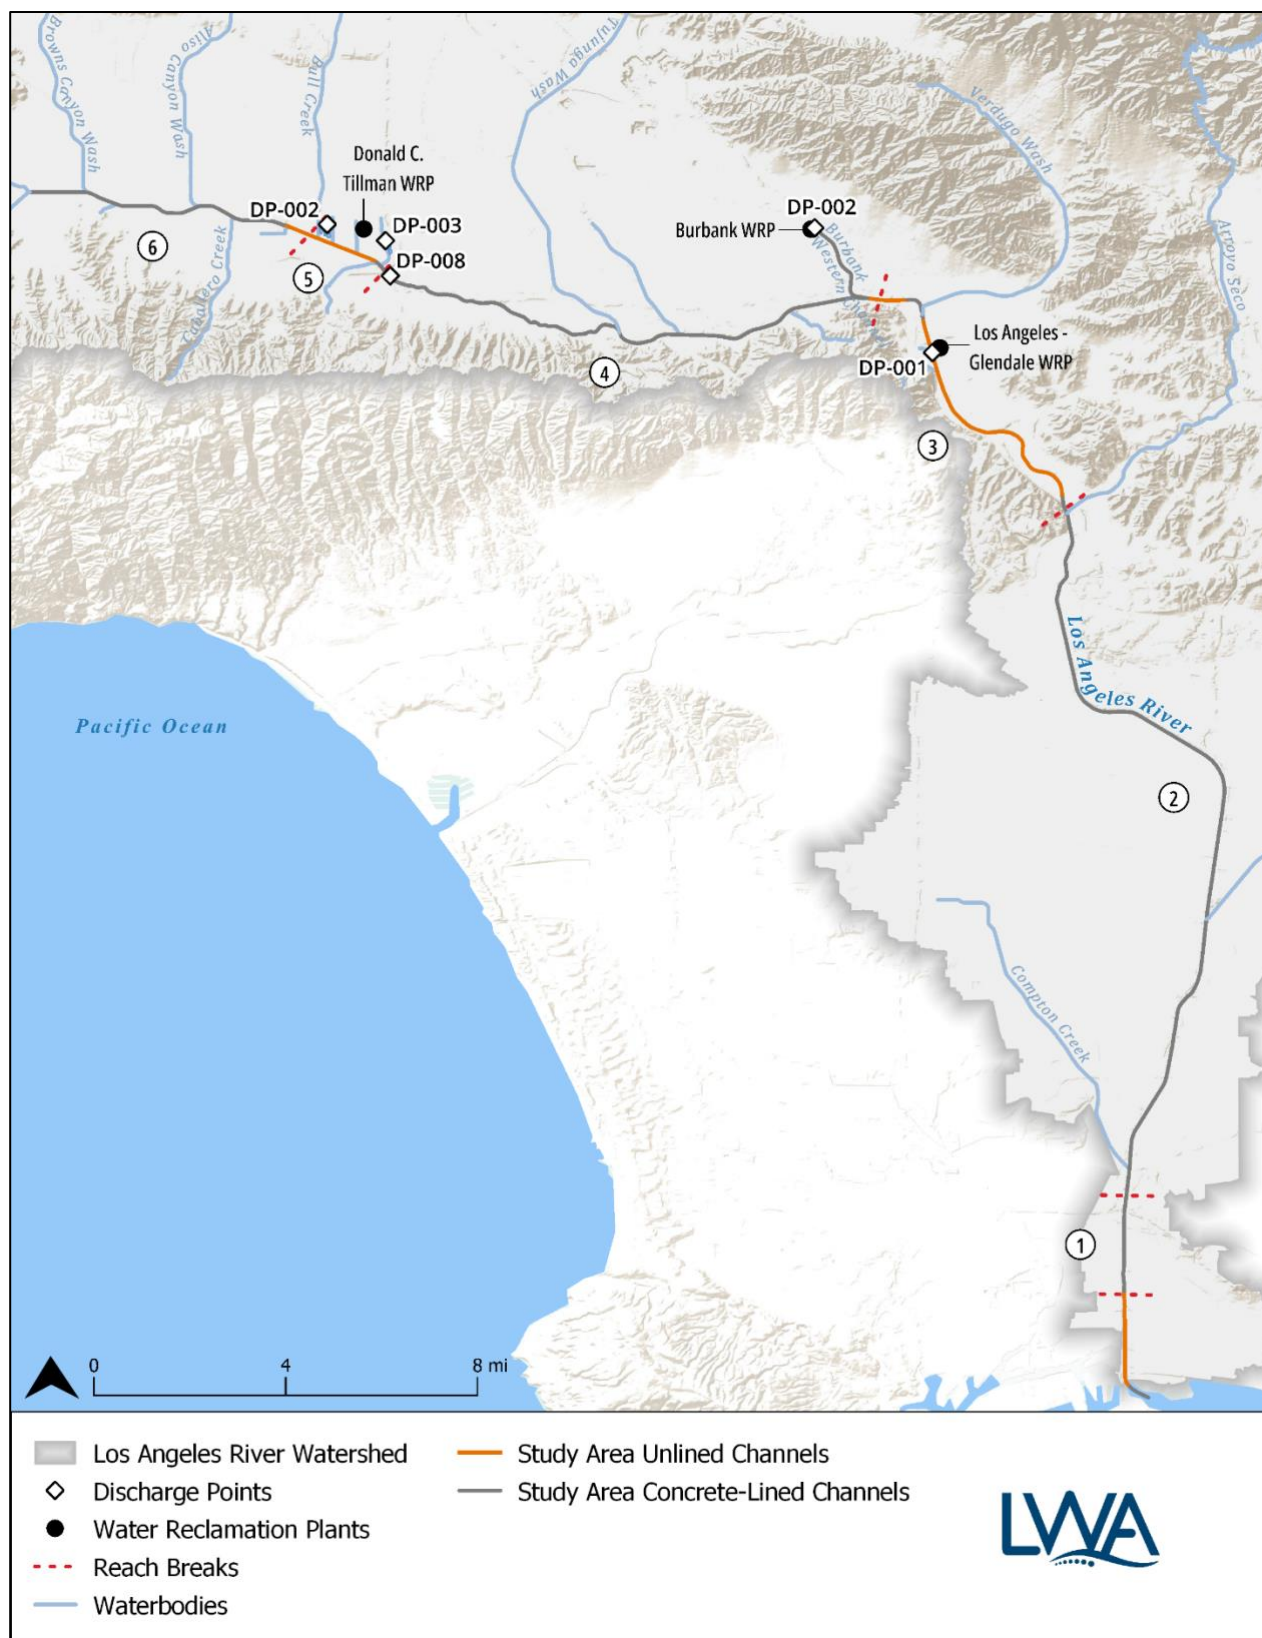 Browns Canyon Wash
Aliso Canyon Wash
Bull Creek
Tujunga Wash
Verdugo Wash
Arroyo Seco
Donald C.
Tillman WRP
DP-002
DP-003
DP-008
6
5
Caballero Creek
Burbank WRP
DP-002
Burbank
Western Channel
4
DP-001
Los Angeles -
Glendale WRP
3
Los Angeles River
Pacific Ocean
2
Compton Creek
1
0 4 8 mi
Los Angeles River Watershed
Discharge Points
Water Reclamation Plants
Reach Breaks
Waterbodies
Study Area Unlined Channels
Study Area Concrete-Lined Channels
LWA